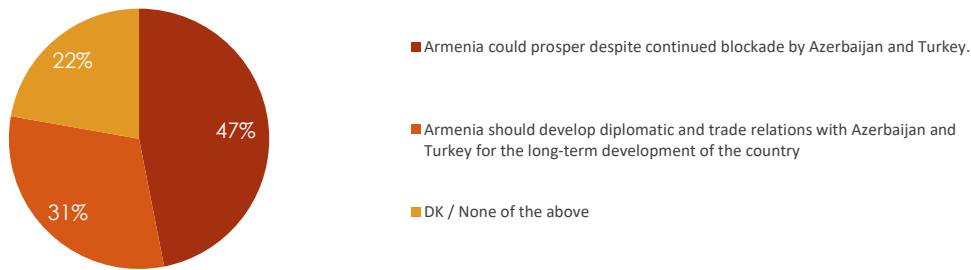 22%
47%
31%
Armenia could prosper despite continued blockade by Azerbaijan and Turkey.
Armenia should develop diplomatic and trade relations with Azerbaijan and
Turkey for the long-term development of the country
DK / None of the above